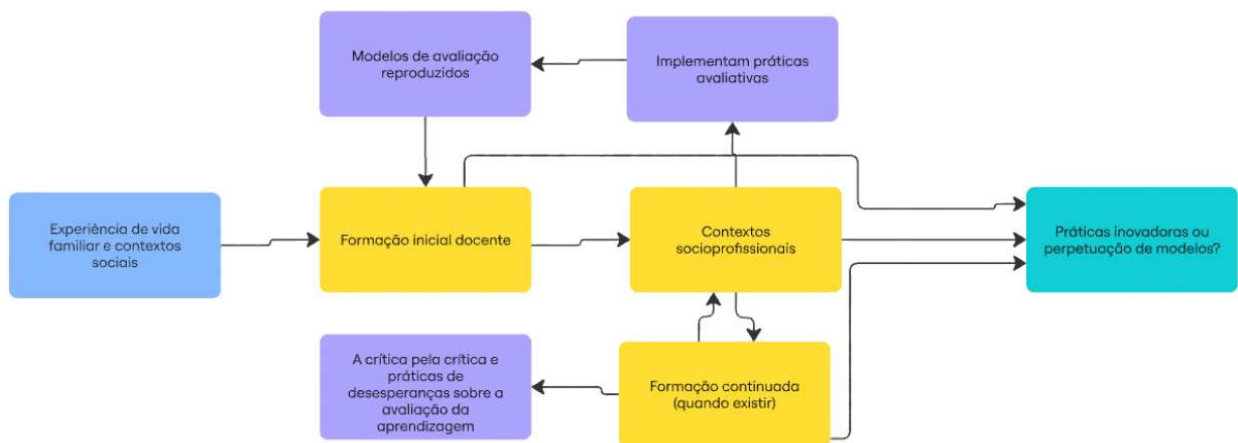 Modelos de avaliação
reproduzidos
Implementam práticas
avaliativas
Experiência de vida
familiar e contextos
sociais
Formação inicial docente
Contextos
socioprofissionais
Práticas inovadoras ou
perpetuação de modelos?
A crítica pela crítica e
práticas de
desesperanças sobre a
avaliação da
aprendizagem
Formação continuada
(quando existir)